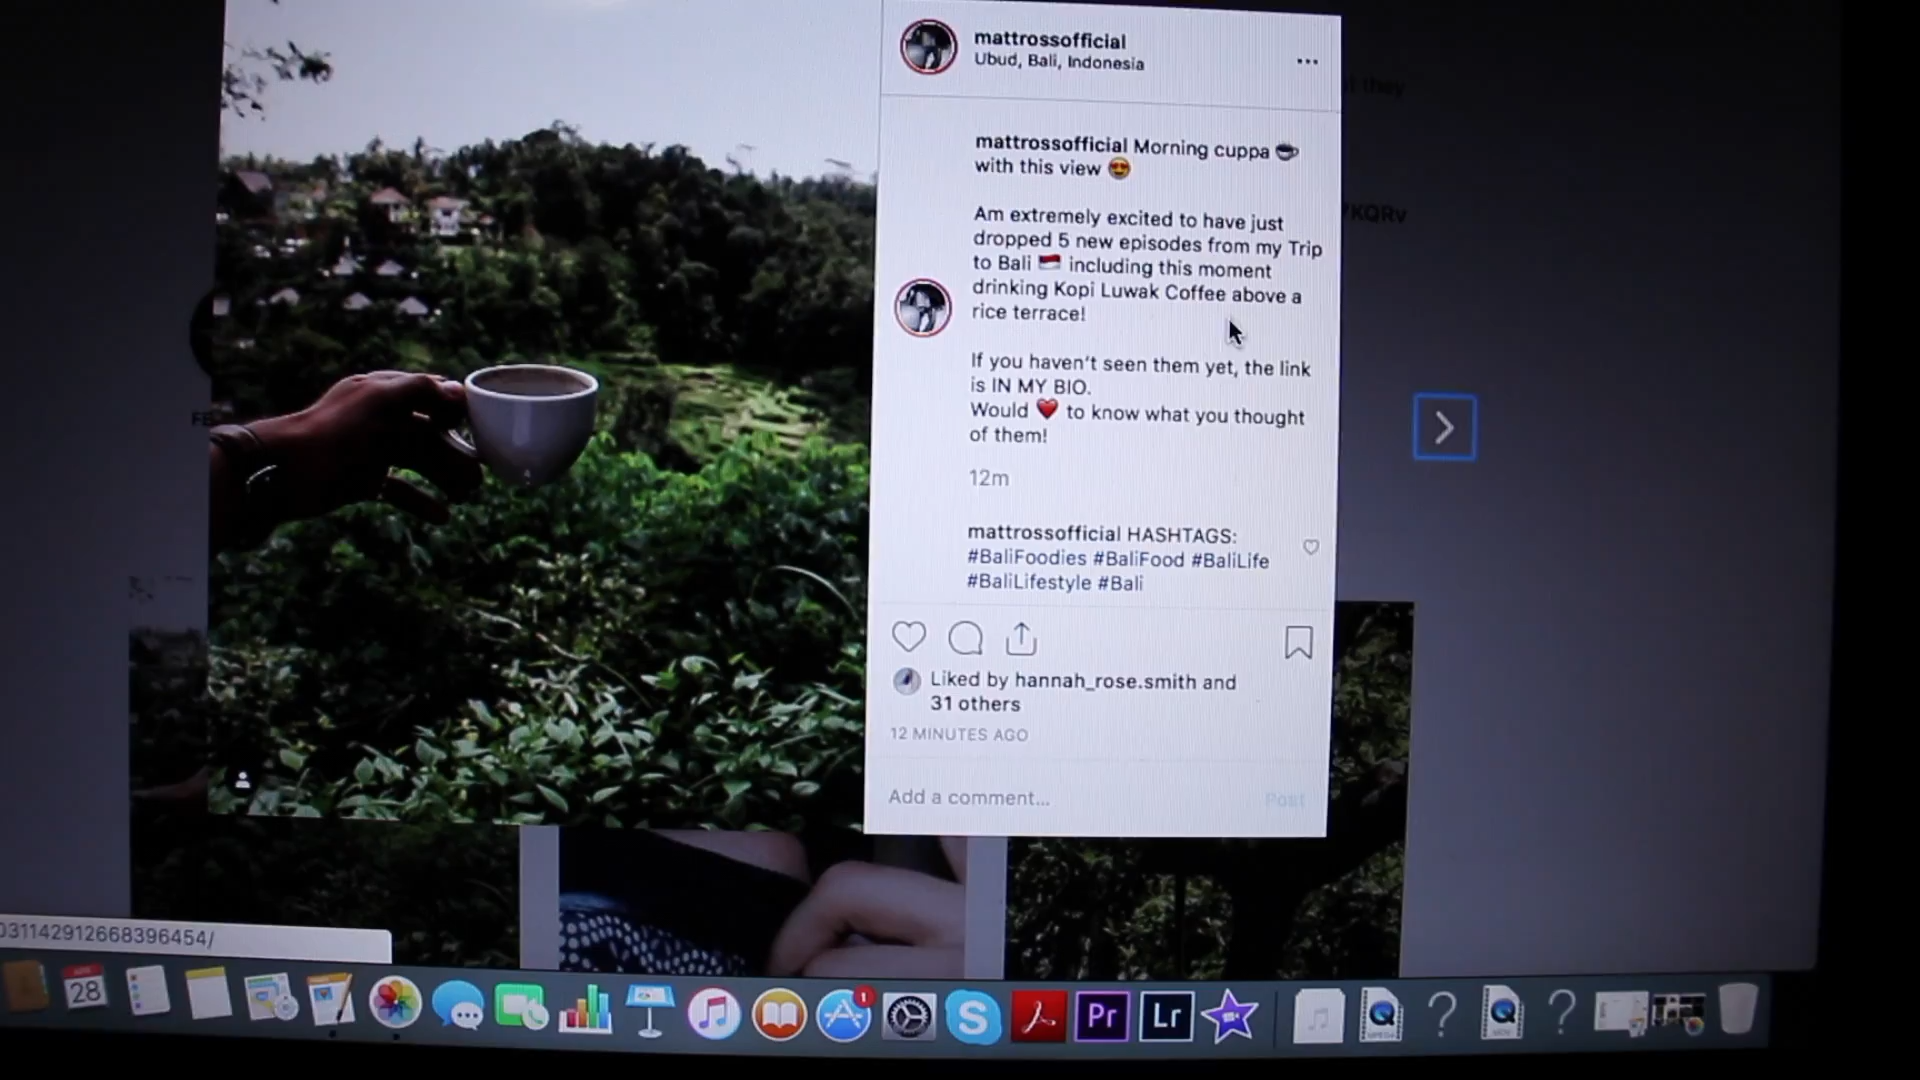 mattrossofficial
Ubud, Bali, Indonesia
t they
mattrossofficial Morning cuppa ☕
with this view 😍
Am extremely excited to have just
dropped 5 new episodes from my Trip
to Bali 🇮🇩 including this moment
drinking Kopi Luwak Coffee above a
rice terrace!
?KQRv
If you haven't seen them yet, the link
is IN MY BIO.
Would ❤️ to know what you thought
of them!
12m
mattrossofficial HASHTAGS:
#BaliFoodies #BaliFood #BaliLife
#BaliLifestyle #Bali
Liked by hannah_rose.smith and
31 others
12 MINUTES AGO
Add a comment...
Post
031142912668396454/
28
1
S
Pr
Lr
?
?